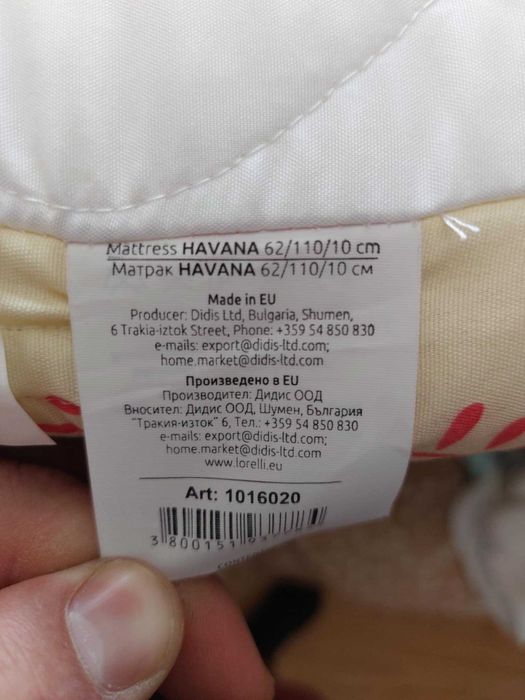 Mattress HAVANA 62/110/10 cm
Матрак HAVANA 62/110/10 см
Made in EU
Producer: Didis Ltd, Bulgaria, Shumen,
6 Trakia-iztok Street, Phone: +359 54 850 830
e-mails: export@didis-ltd.com;
home.market@didis-ltd.com
Произведено в EU
Производител: Дидис ООД
Вносител: Дидис ООД, Шумен, България
"Тракия-изток" 6, Тел.: +359 54 850 830
e-mails: export@didis-ltd.com;
home.market@didis-ltd.com
www.lorelli.eu
Art: 1016020
3 800151